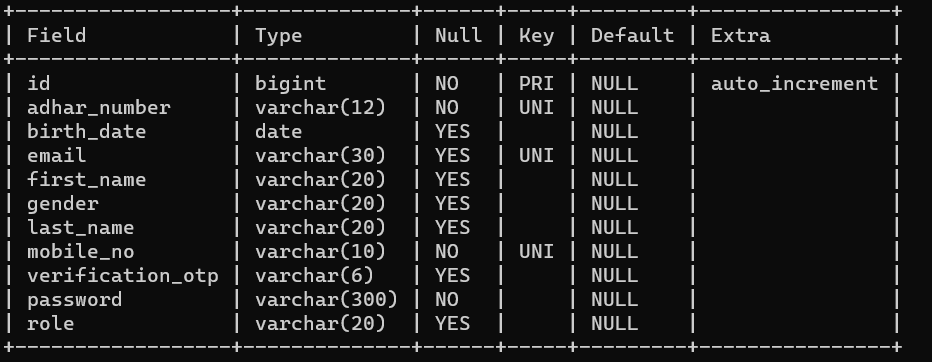 +------------------+--------------+------+-----+---------+----------------+
| Field            | Type         | Null | Key | Default | Extra          |
+------------------+--------------+------+-----+---------+----------------+
| id               | bigint       | NO   | PRI | NULL    | auto_increment |
| adhar_number     | varchar(12)  | NO   | UNI | NULL    |                |
| birth_date       | date         | YES  |     | NULL    |                |
| email            | varchar(30)  | YES  | UNI | NULL    |                |
| first_name       | varchar(20)  | YES  |     | NULL    |                |
| gender           | varchar(20)  | YES  |     | NULL    |                |
| last_name        | varchar(20)  | YES  |     | NULL    |                |
| mobile_no        | varchar(10)  | NO   | UNI | NULL    |                |
| verification_otp | varchar(6)   | YES  |     | NULL    |                |
| password         | varchar(300) | NO   |     | NULL    |                |
| role             | varchar(20)  | YES  |     | NULL    |                |
+------------------+--------------+------+-----+---------+----------------+